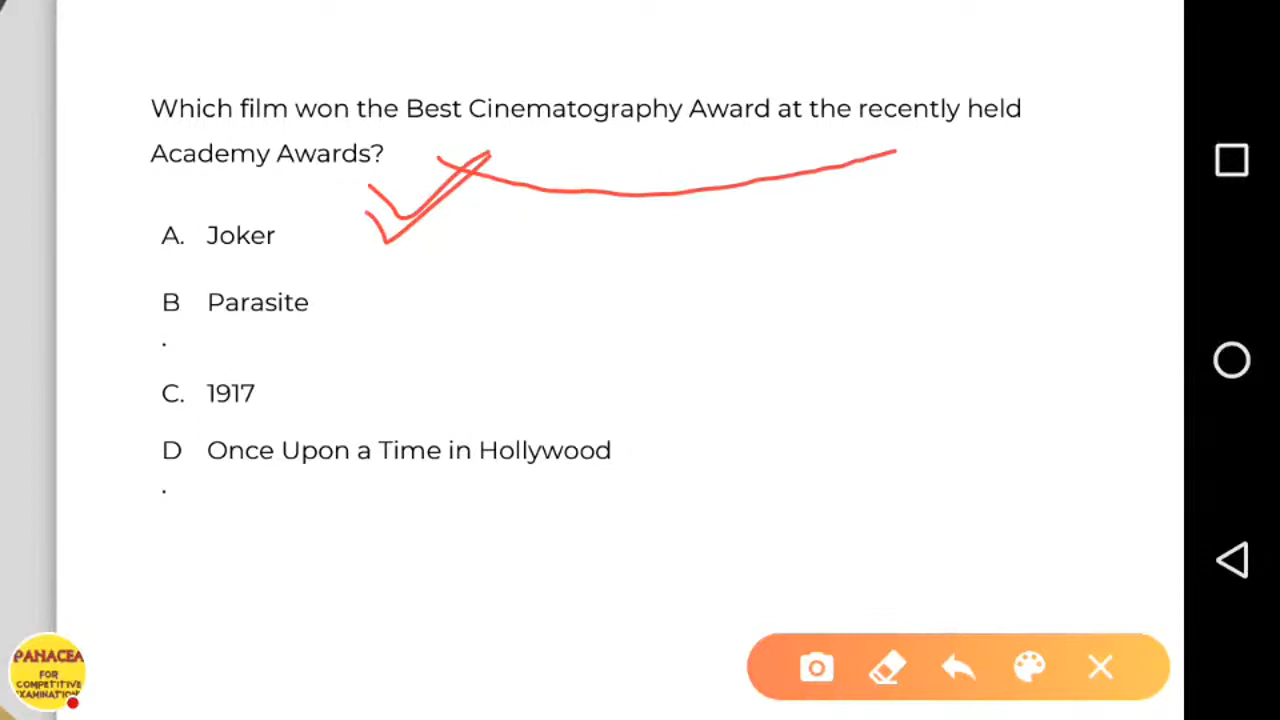 Which film won the Best Cinematography Award at the recently held
Academy Awards?
A. Joker
B Parasite
.
C. 1917
D Once Upon a Time in Hollywood
.
PANACEA
FOR
COMPETITIVE
EXAMINATION